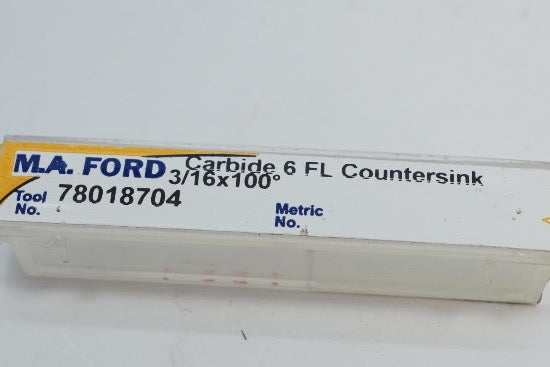 M.A. FORD Carbide 6 FL Countersink
3/16x100°
Tool No. 78018704
Metric No.